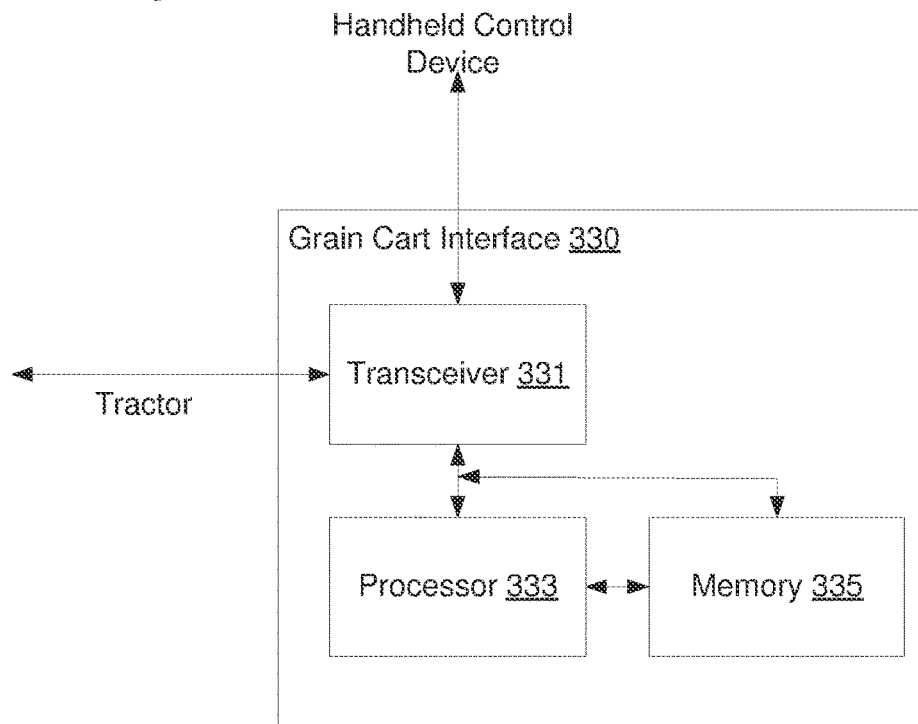 Handheld Control
Device
Grain Cart Interface 330
Transceiver 331
Tractor
Processor 333
Memory 335